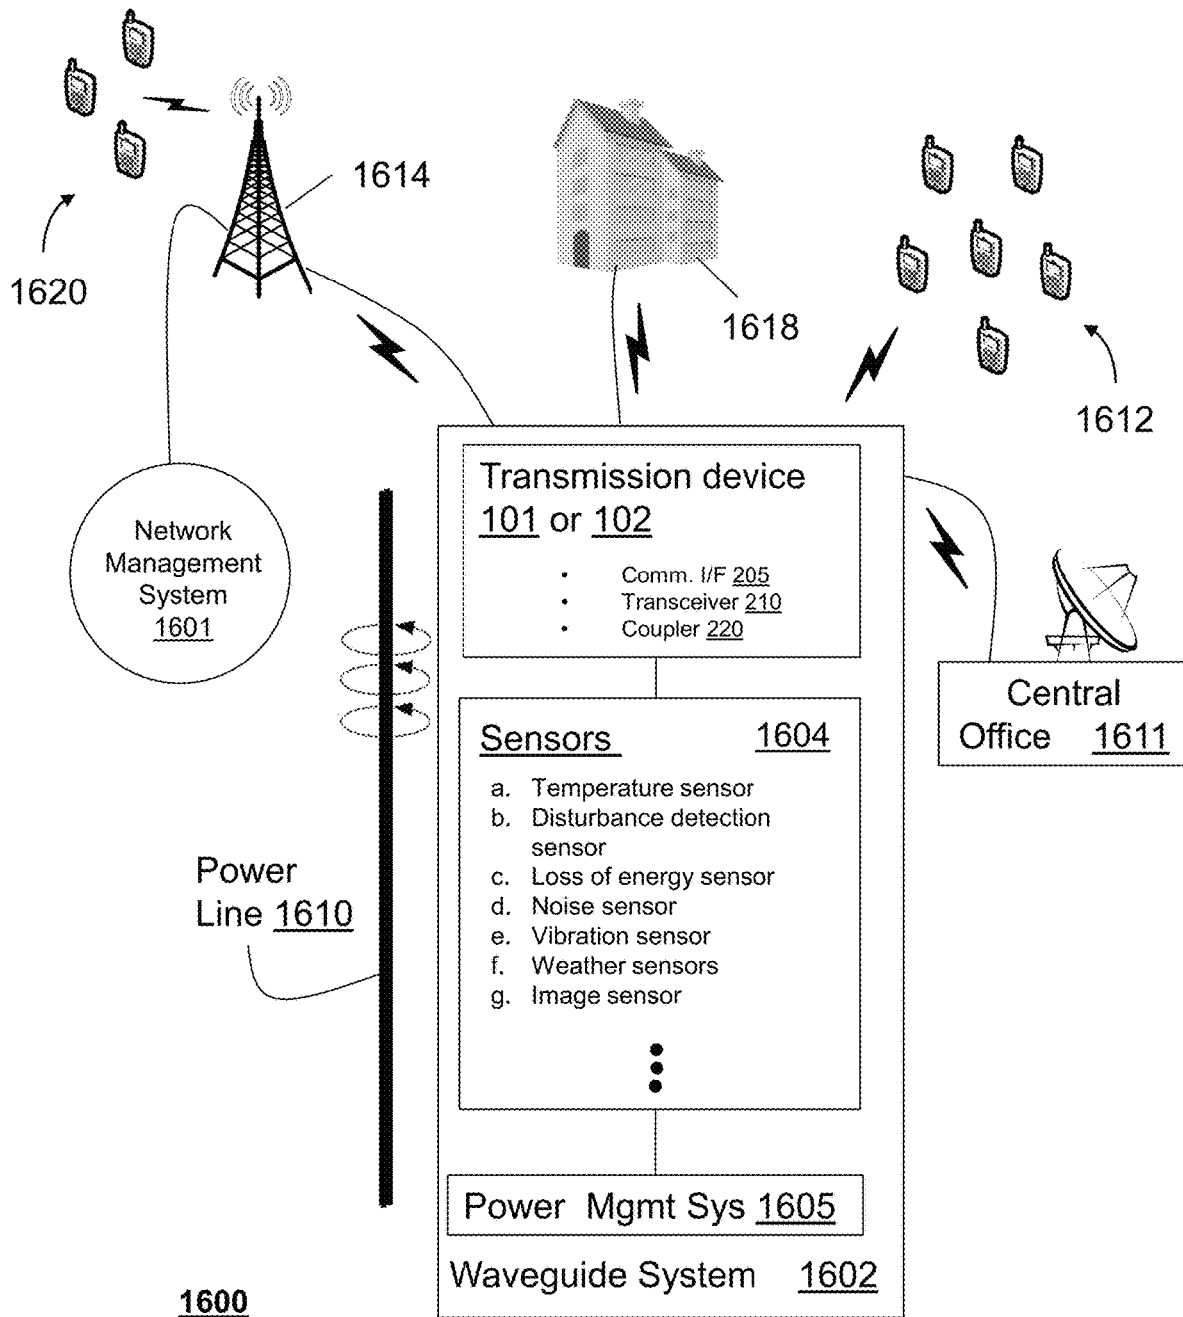 1614
1620
1618
1612
Transmission device
101 or 102
• Comm. I/F 205
• Transceiver 210
• Coupler 220
Network
Management
System
1601
Central
Office 1611
Sensors 1604
a. Temperature sensor
b. Disturbance detection
sensor
c. Loss of energy sensor
d. Noise sensor
e. Vibration sensor
f. Weather sensors
g. Image sensor
Power
Line 1610
Power Mgmt Sys 1605
Waveguide System 1602
1600